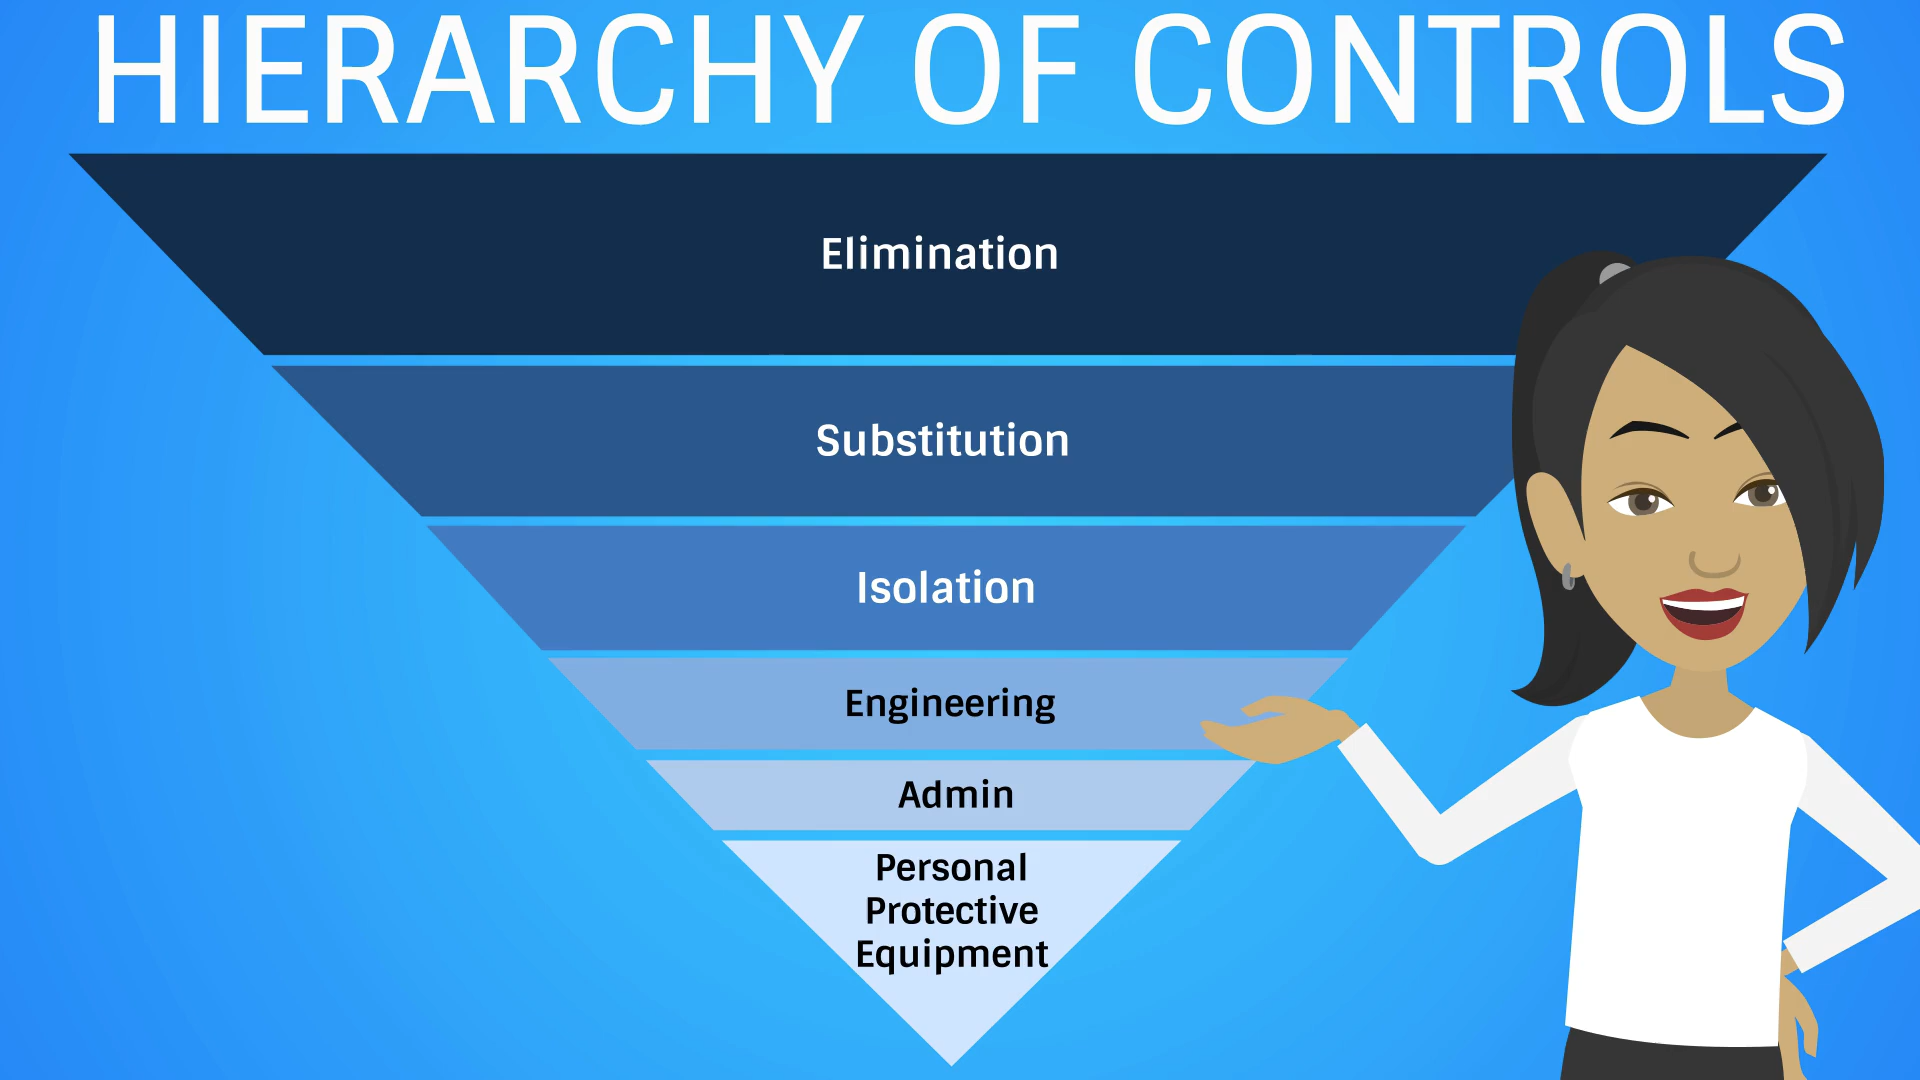 HIERARCHY OF CONTROLS
Elimination
Substitution
Isolation
Engineering
Admin
Personal
Protective
Equipment